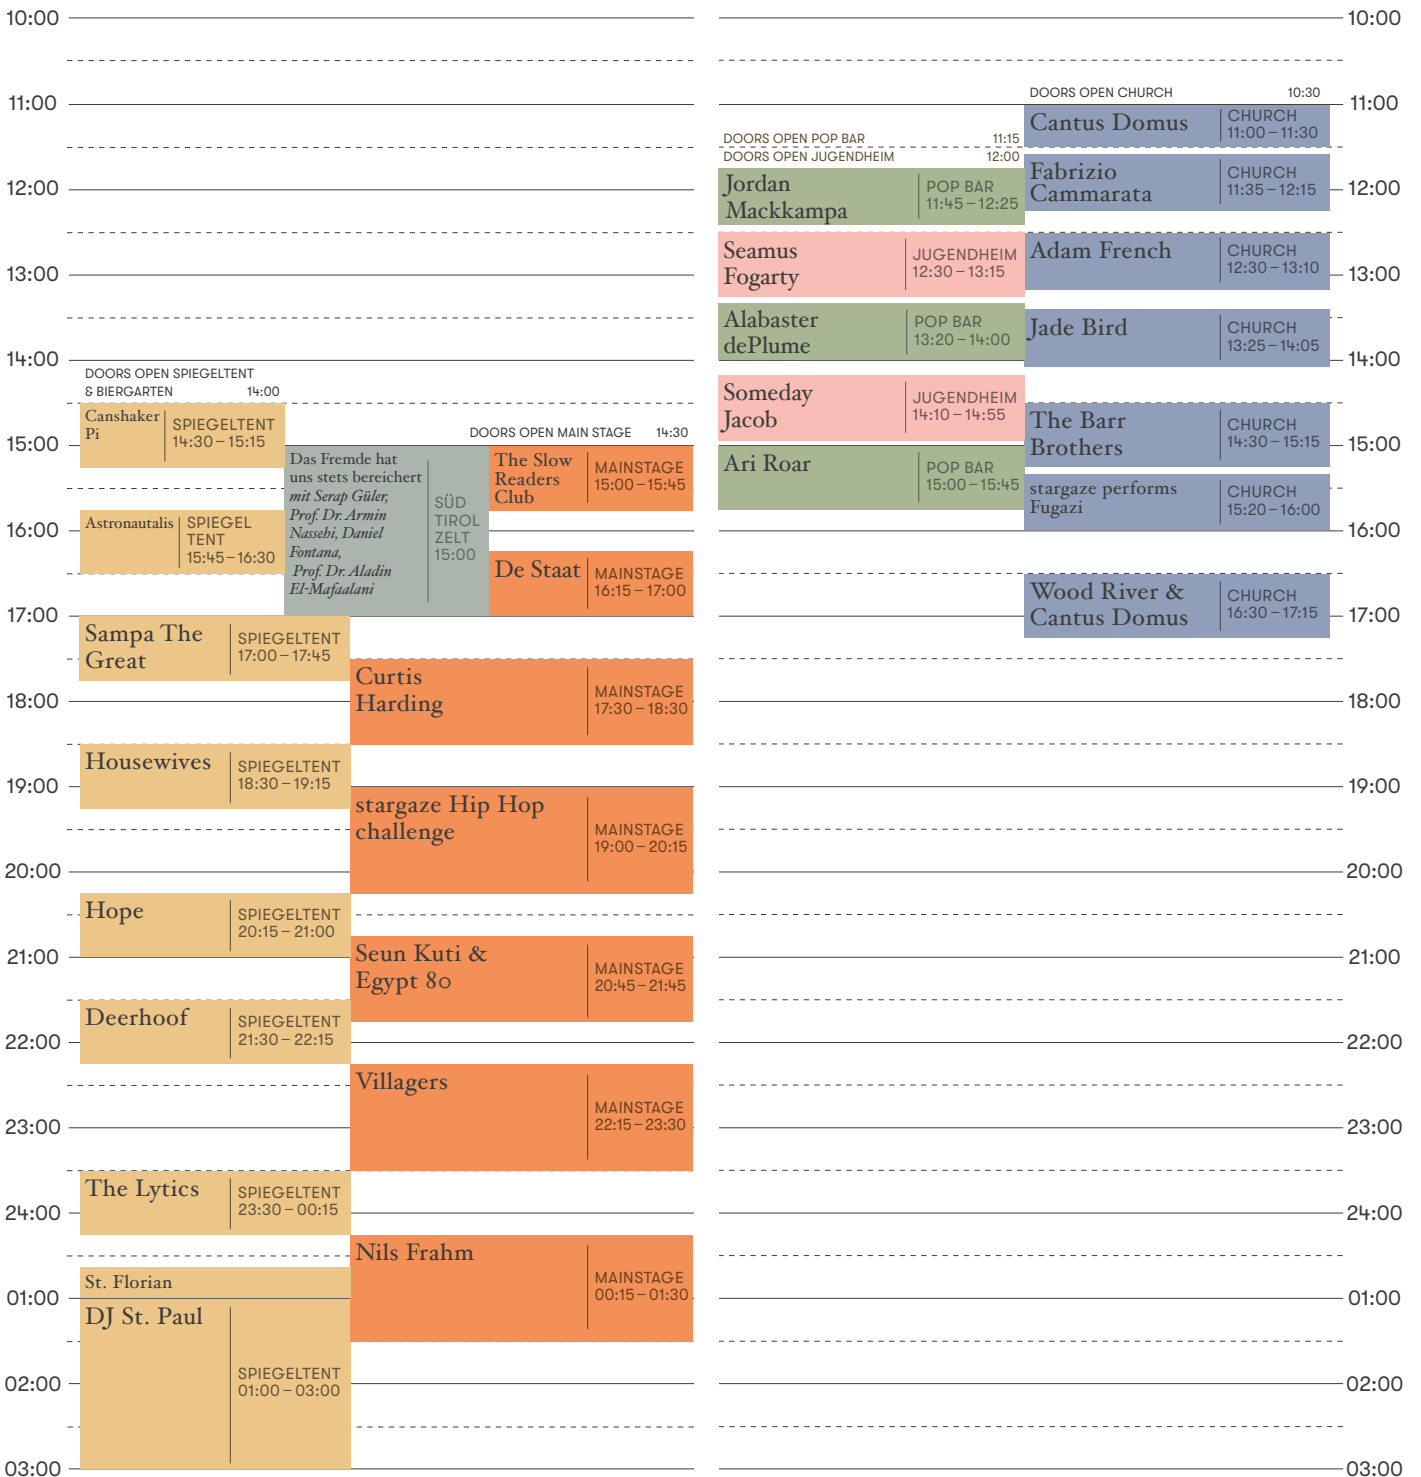 10:00
11:00
12:00
13:00
14:00
15:00
16:00
17:00
18:00
19:00
20:00
21:00
22:00
23:00
24:00
01:00
02:00
03:00
DOORS OPEN SPIEGELTENT
& BIERGARTEN 14:00
Canshaker
Pi
SPIEGELTENT
14:30 – 15:15
Astronautalis
SPIEGEL
TENT
15:45 – 16:30
Das Fremde hat
uns stets bereichert
mit Serap Güler,
Prof. Dr. Armin
Nassehi, Daniel
Fontana,
Prof. Dr. Aladin
El-Mafaalani
SÜD
TIROL
ZELT
15:00
DOORS OPEN MAIN STAGE 14:30
The Slow
Readers
Club
MAINSTAGE
15:00 – 15:45
De Staat
MAINSTAGE
16:15 – 17:00
Sampa The
Great
SPIEGELTENT
17:00 – 17:45
Curtis
Harding
MAINSTAGE
17:30 – 18:30
Housewives
SPIEGELTENT
18:30 – 19:15
stargaze Hip Hop
challenge
MAINSTAGE
19:00 – 20:15
Hope
SPIEGELTENT
20:15 – 21:00
Seun Kuti &
Egypt 80
MAINSTAGE
20:45 – 21:45
Deerhoof
SPIEGELTENT
21:30 – 22:15
Villagers
MAINSTAGE
22:15 – 23:30
The Lytics
SPIEGELTENT
23:30 – 00:15
Nils Frahm
MAINSTAGE
00:15 – 01:30
St. Florian
DJ St. Paul
SPIEGELTENT
01:00 – 03:00
DOORS OPEN POP BAR 11:15
DOORS OPEN JUGENDHEIM 12:00
Jordan
Mackkampa
POP BAR
11:45 – 12:25
Seamus
Fogarty
JUGENDHEIM
12:30 – 13:15
Alabaster
dePlume
POP BAR
13:20 – 14:00
Someday
Jacob
JUGENDHEIM
14:10 – 14:55
Ari Roar
POP BAR
15:00 – 15:45
DOORS OPEN CHURCH 10:30
Cantus Domus
CHURCH
11:00 – 11:30
Fabrizio
Cammarata
CHURCH
11:35 – 12:15
Adam French
CHURCH
12:30 – 13:10
Jade Bird
CHURCH
13:25 – 14:05
The Barr
Brothers
CHURCH
14:30 – 15:15
stargaze performs
Fugazi
CHURCH
15:20 – 16:00
Wood River &
Cantus Domus
CHURCH
16:30 – 17:15
10:00
11:00
12:00
13:00
14:00
15:00
16:00
17:00
18:00
19:00
20:00
21:00
22:00
23:00
24:00
01:00
02:00
03:00